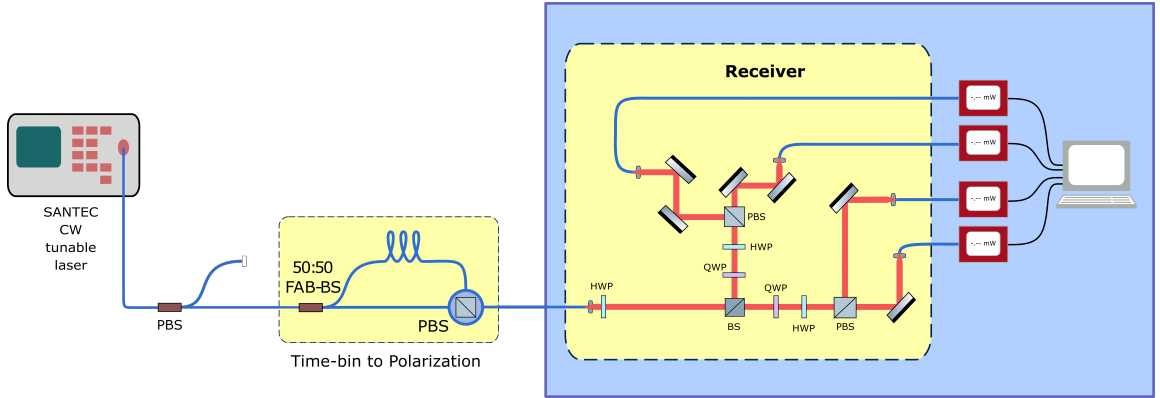 Receiver
-,-- mW
-,-- mW
-,-- mW
-,-- mW
SANTEC
CW
tunable
laser
PBS
50:50
FAB-BS
PBS
Time-bin to Polarization
HWP
PBS
HWP
QWP
BS
QWP
HWP
PBS